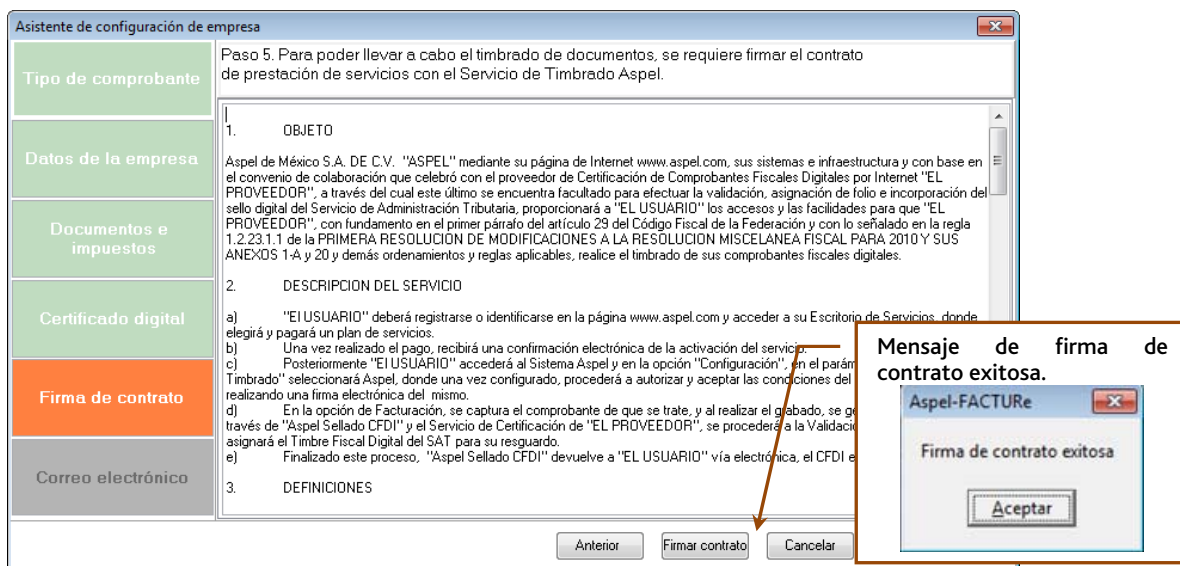 Asistente de configuración de empresa
Tipo de comprobante
Datos de la empresa
Documentos e
impuestos
Certificado digital
Firma de contrato
Correo electrónico
Paso 5. Para poder llevar a cabo el timbrado de documentos, se requiere firmar el contrato
de prestación de servicios con el Servicio de Timbrado Aspel.
1. OBJETO
Aspel de México S.A. DE C.V. "ASPEL" mediante su página de Internet www.aspel.com, sus sistemas e infraestructura y con base en
el convenio de colaboración que celebró con el proveedor de Certificación de Comprobantes Fiscales Digitales por Internet "EL
PROVEEDOR", a través del cual este último se encuentra facultado para efectuar la validación, asignación de folio e incorporación del
sello digital del Servicio de Administración Tributaria, proporcionará a "EL USUARIO" los accesos y las facilidades para que "EL
PROVEEDOR", con fundamento en el primer párrafo del artículo 29 del Código Fiscal de la Federación y con lo señalado en la regla
1.2.23.1.1 de la PRIMERA RESOLUCION DE MODIFICACIONES A LA RESOLUCION MISCELANEA FISCAL PARA 2010 Y SUS
ANEXOS 1-A y 20 y demás ordenamientos y reglas aplicables, realice el timbrado de sus comprobantes fiscales digitales.
2. DESCRIPCION DEL SERVICIO
a) "El USUARIO" deberá registrarse o identificarse en la página www.aspel.com y acceder a su Escritorio de Servicios, donde
elegirá y pagará un plan de servicios.
b) Una vez realizado el pago, recibirá una confirmación electrónica de la activación del servicio.
c) Posteriormente "El USUARIO" accederá al Sistema Aspel y en la opción "Configuración", en el parám
Timbrado" seleccionará Aspel, donde una vez configurado, procederá a autorizar y aceptar las condiciones del
realizando una firma electrónica del mismo.
d) En la opción de Facturación, se captura el comprobante de que se trate, y al realizar el grabado, se ge
través de "Aspel Sellado CFDI" y el Servicio de Certificación de "EL PROVEEDOR", se procederá a la Validació
asignará el Timbre Fiscal Digital del SAT para su resguardo.
e) Finalizado este proceso, "Aspel Sellado CFDI" devuelve a "EL USUARIO" vía electrónica, el CFDI e
3. DEFINICIONES
Anterior Firmar contrato Cancelar
Mensaje de firma de
contrato exitosa.
Aspel-FACTURe
Firma de contrato exitosa
Aceptar